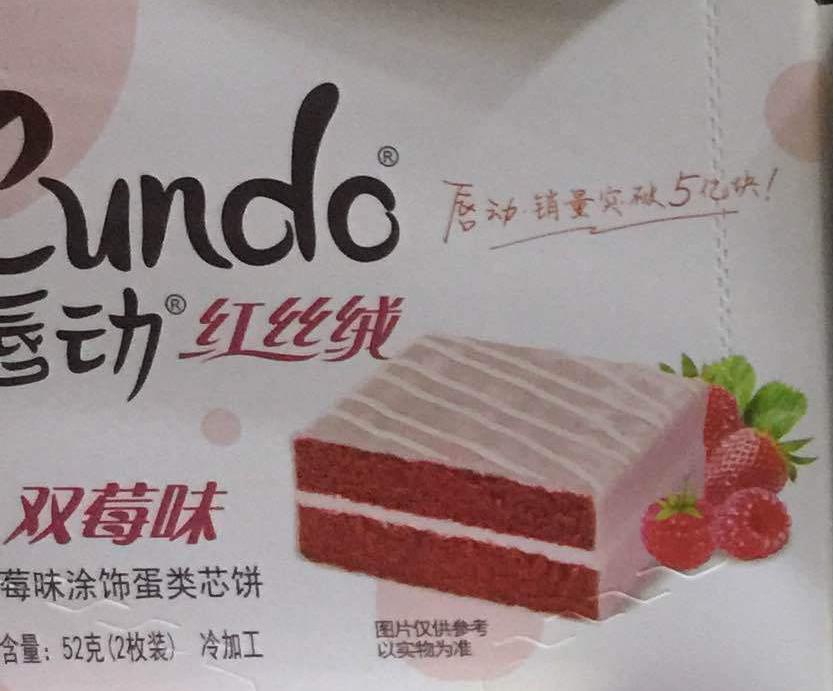 Lundo®
唇动·销量突破5亿块!
唇动®红丝绒
双莓味
莓味涂饰蛋类芯饼
含量：52克(2枚装) 冷加工
图片仅供参考
以实物为准